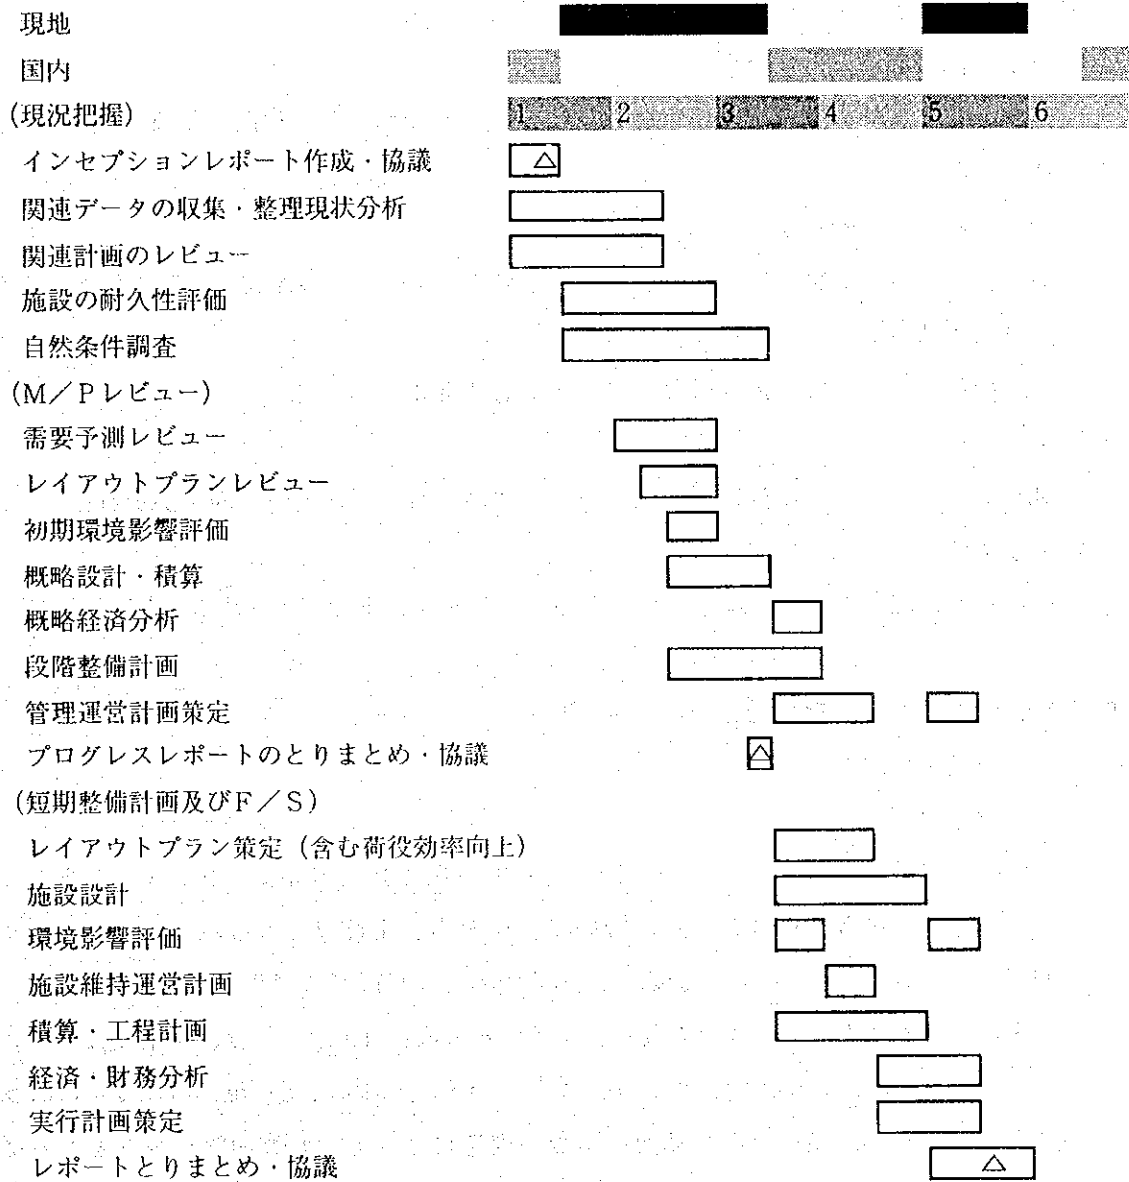 現地
国内
(現況把握) 1 2 3 4 5 6
インセプションレポート作成・協議
関連データの収集・整理現状分析
関連計画のレビュー
施設の耐久性評価
自然条件調査
(M/Pレビュー)
需要予測レビュー
レイアウトプランレビュー
初期環境影響評価
概略設計・積算
概略経済分析
段階整備計画
管理運営計画策定
プログレスレポートのとりまとめ・協議
(短期整備計画及びF/S)
レイアウトプラン策定(含む荷役効率向上)
施設設計
環境影響評価
施設維持運営計画
積算・工程計画
経済・財務分析
実行計画策定
レポートとりまとめ・協議